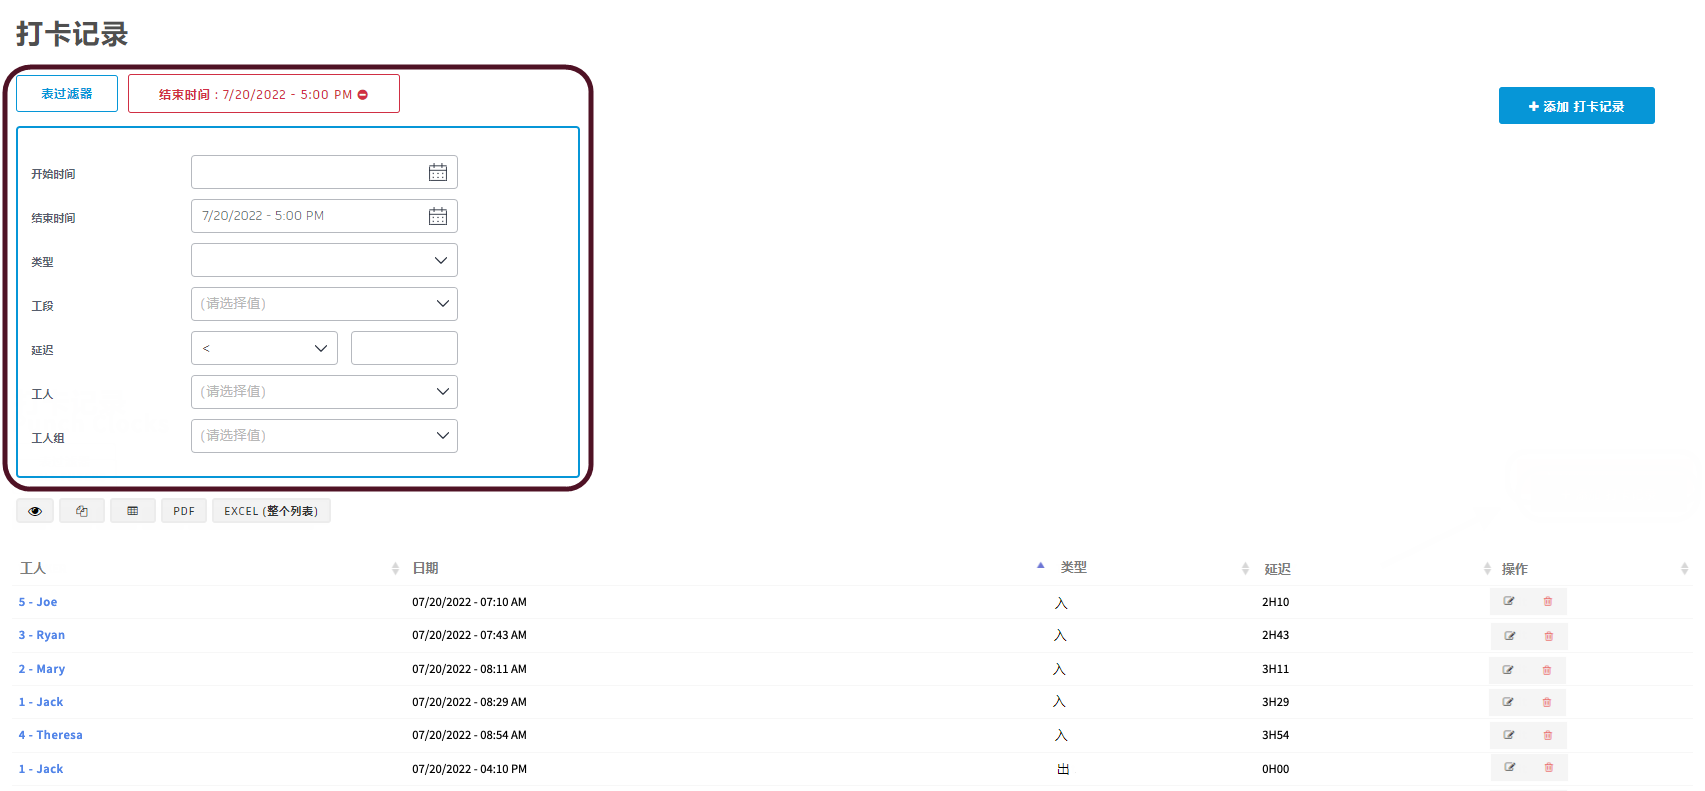 打卡记录
表过滤器
结束时间 : 7/20/2022 - 5:00 PM
添加 打卡记录
开始时间
结束时间 7/20/2022 - 5:00 PM
类型
工段 (请选择值)
延迟 <
工人 (请选择值)
工人组 (请选择值)
PDF EXCEL (整个列表)
工人 日期 类型 延迟 操作
5 - Joe 07/20/2022 - 07:10 AM 入 2H10
3 - Ryan 07/20/2022 - 07:43 AM 入 2H43
2 - Mary 07/20/2022 - 08:11 AM 入 3H11
1 - Jack 07/20/2022 - 08:29 AM 入 3H29
4 - Theresa 07/20/2022 - 08:54 AM 入 3H54
1 - Jack 07/20/2022 - 04:10 PM 出 0H00